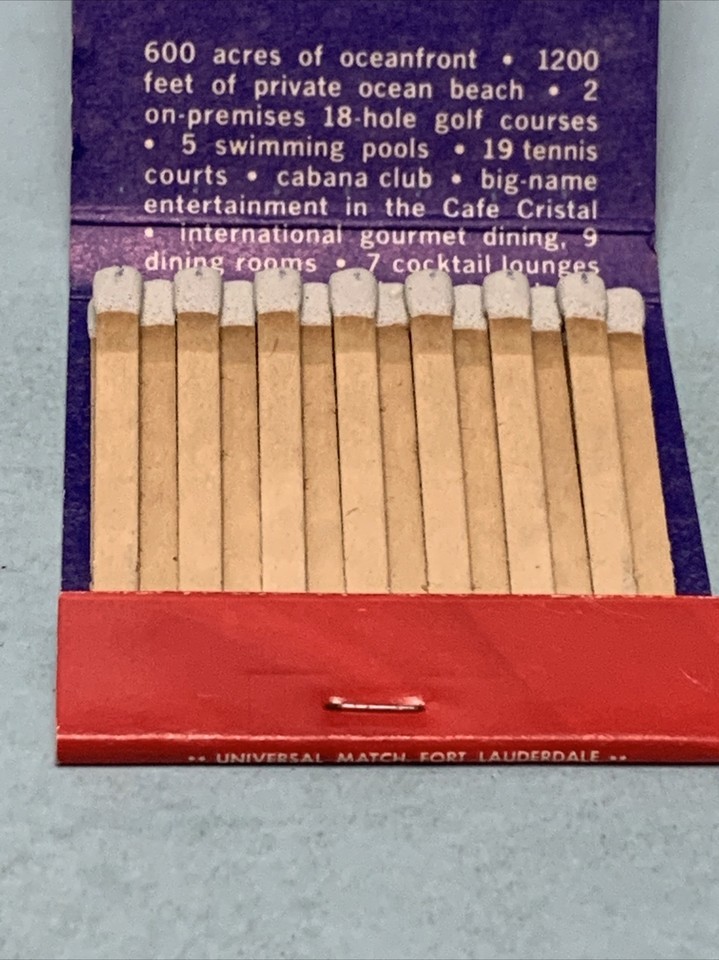 600 acres of oceanfront • 1200
feet of private ocean beach • 2
on-premises 18-hole golf courses
• 5 swimming pools • 19 tennis
courts • cabana club • big-name
entertainment in the Cafe Cristal
• international gourmet dining, 9
dining rooms • 7 cocktail lounges
•• UNIVERSAL MATCH, FORT LAUDERDALE ••